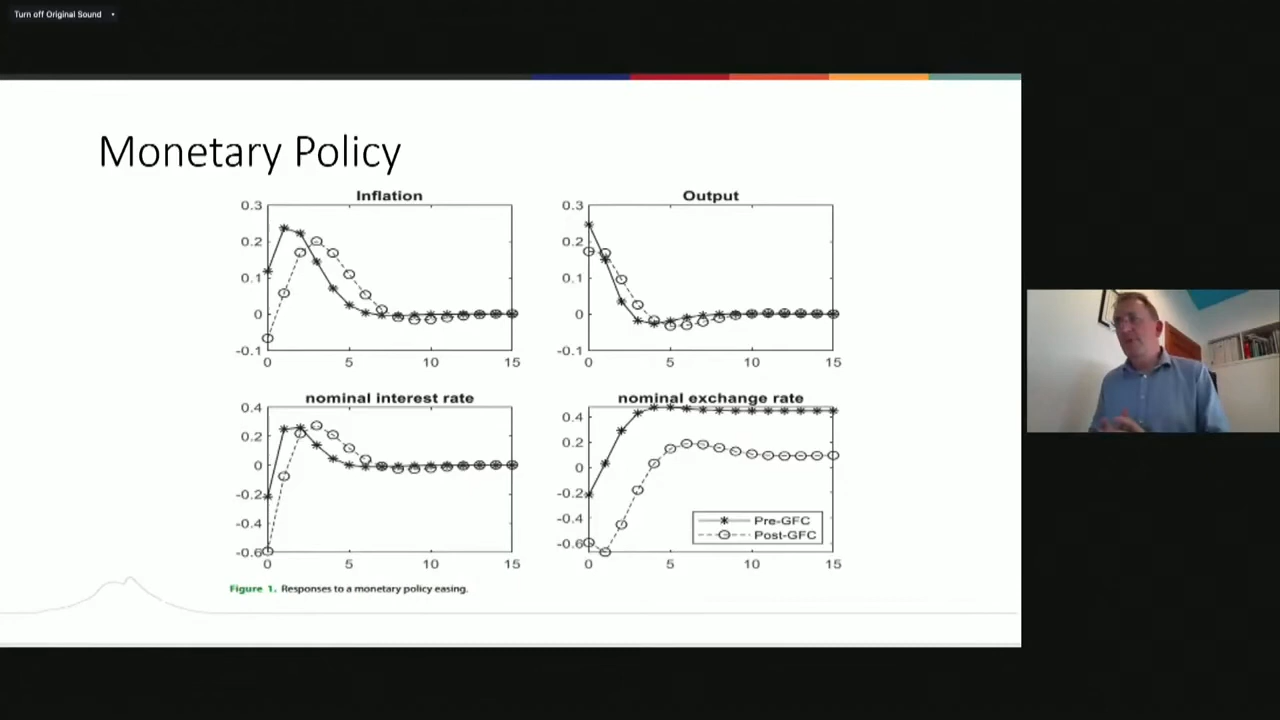 Turn off Original Sound
Monetary Policy
Inflation
0.3
0.2
0.1
0
-0.1
0 5 10 15
Output
0.3
0.2
0.1
0
-0.1
0 5 10 15
nominal interest rate
0.4
0.2
0
-0.2
-0.4
-0.6
0 5 10 15
nominal exchange rate
0.4
0.2
0
-0.2
-0.4
-0.6
0 5 10 15
Pre-GFC
Post-GFC
Figure 1. Responses to a monetary policy easing.